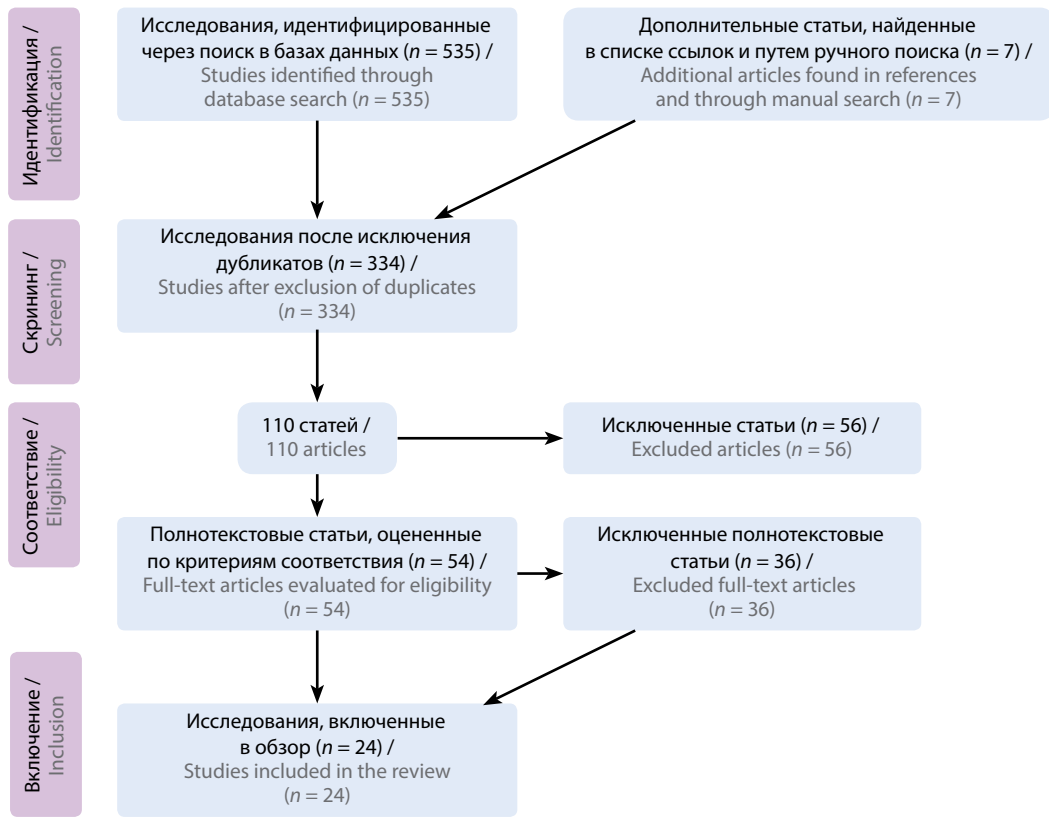 Идентификация /
Identification
Исследования, идентифицированные
через поиск в базах данных (n = 535) /
Studies identified through
database search (n = 535)
Дополнительные статьи, найденные
в списке ссылок и путем ручного поиска (n = 7) /
Additional articles found in references
and through manual search (n = 7)
Скрининг /
Screening
Исследования после исключения
дубликатов (n = 334) /
Studies after exclusion of duplicates
(n = 334)
Соответствие /
Eligibility
110 статей /
110 articles
Исключенные статьи (n = 56) /
Excluded articles (n = 56)
Полнотекстовые статьи, оцененные
по критериям соответствия (n = 54) /
Full-text articles evaluated for eligibility
(n = 54)
Исключенные полнотекстовые
статьи (n = 36) /
Excluded full-text articles
(n = 36)
Включение /
Inclusion
Исследования, включенные
в обзор (n = 24) /
Studies included in the review
(n = 24)